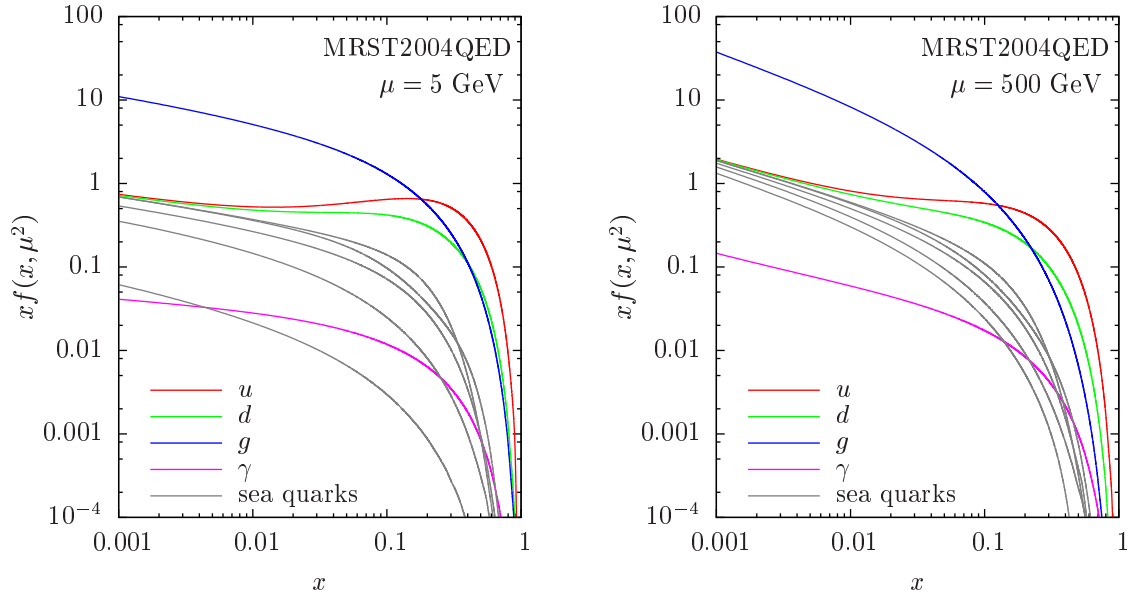 100
10
1
0.1
0.01
0.001
10⁻⁴
0.001
0.01
0.1
1
x
xf(x, μ²)
MRST2004QED
μ = 5 GeV
u
d
g
γ
sea quarks
100
10
1
0.1
0.01
0.001
10⁻⁴
0.001
0.01
0.1
1
x
xf(x, μ²)
MRST2004QED
μ = 500 GeV
u
d
g
γ
sea quarks